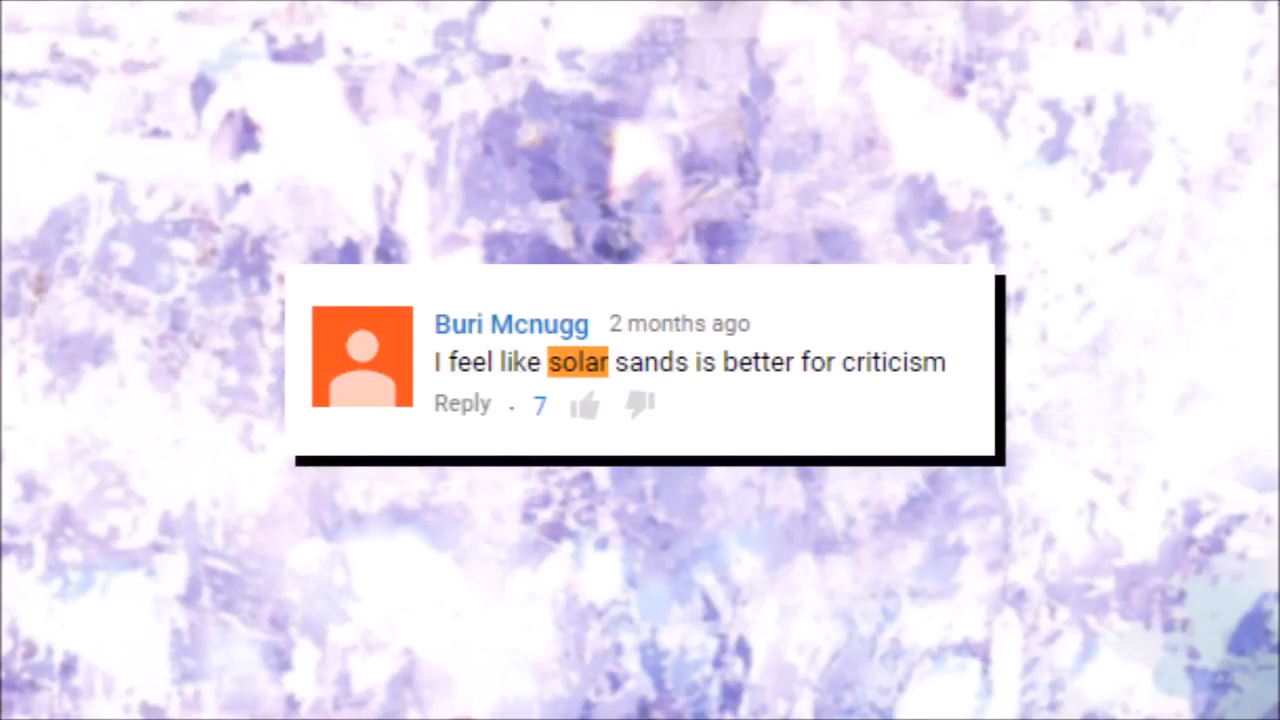 Buri Mcnugg 2 months ago
I feel like solar sands is better for criticism
Reply · 7